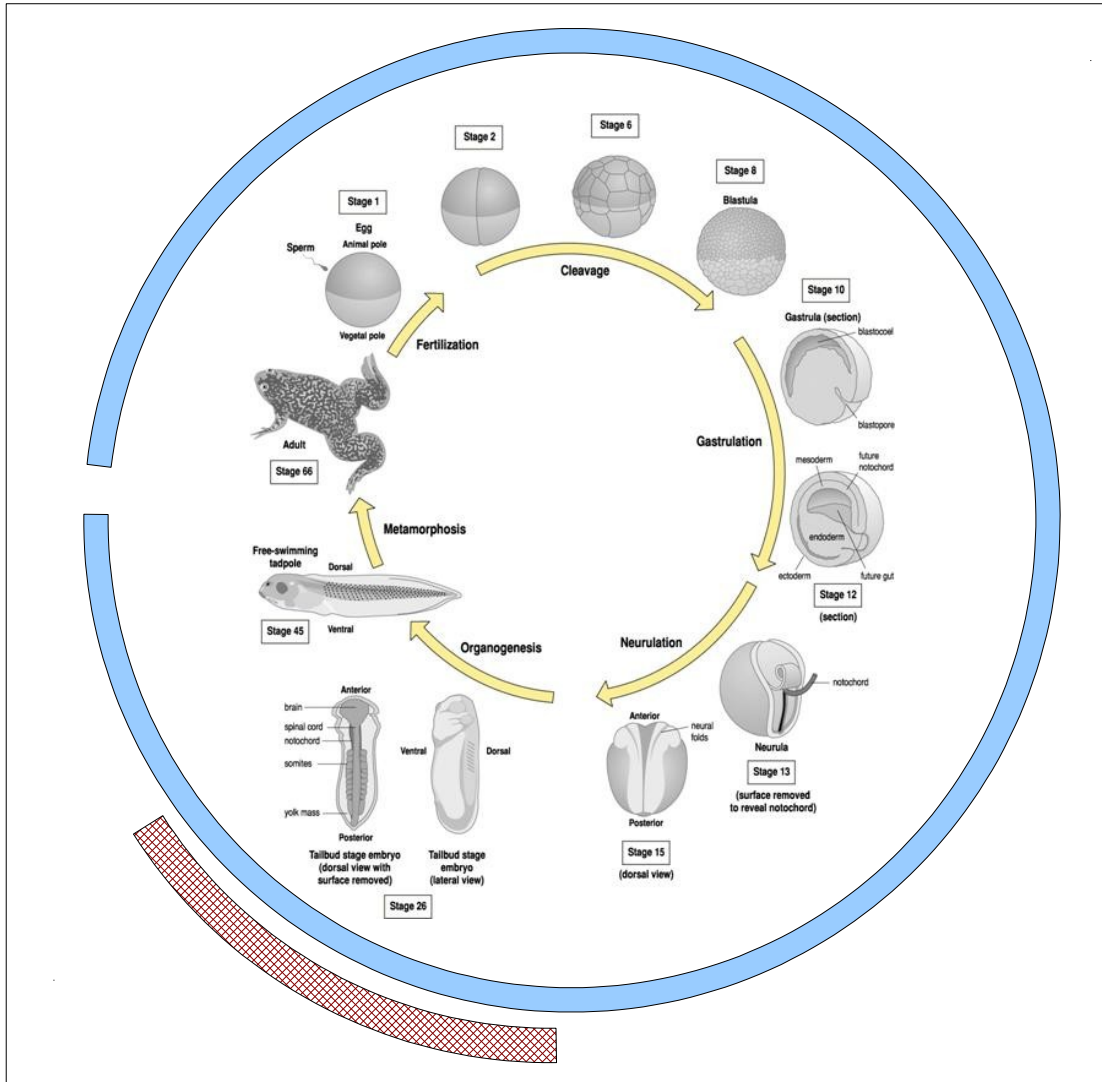 Stage 1
Egg
Animal pole
Sperm
Vegetal pole
Fertilization
Stage 2
Stage 6
Stage 8
Blastula
Cleavage
Stage 10
Gastrula (section)
blastocoel
blastopore
Gastrulation
mesoderm
future
notochord
endoderm
ectoderm
future gut
Stage 12
(section)
Neurulation
notochord
Neurula
Stage 13
(surface removed
to reveal notochord)
Anterior
neural
folds
Posterior
Stage 15
(dorsal view)
Organogenesis
Anterior
brain
spinal cord
notochord
somites
yolk mass
Posterior
Tailbud stage embryo
(dorsal view with
surface removed)
Ventral
Dorsal
Tailbud stage
embryo
(lateral view)
Stage 26
Free-swimming
tadpole
Dorsal
Ventral
Stage 45
Metamorphosis
Adult
Stage 66